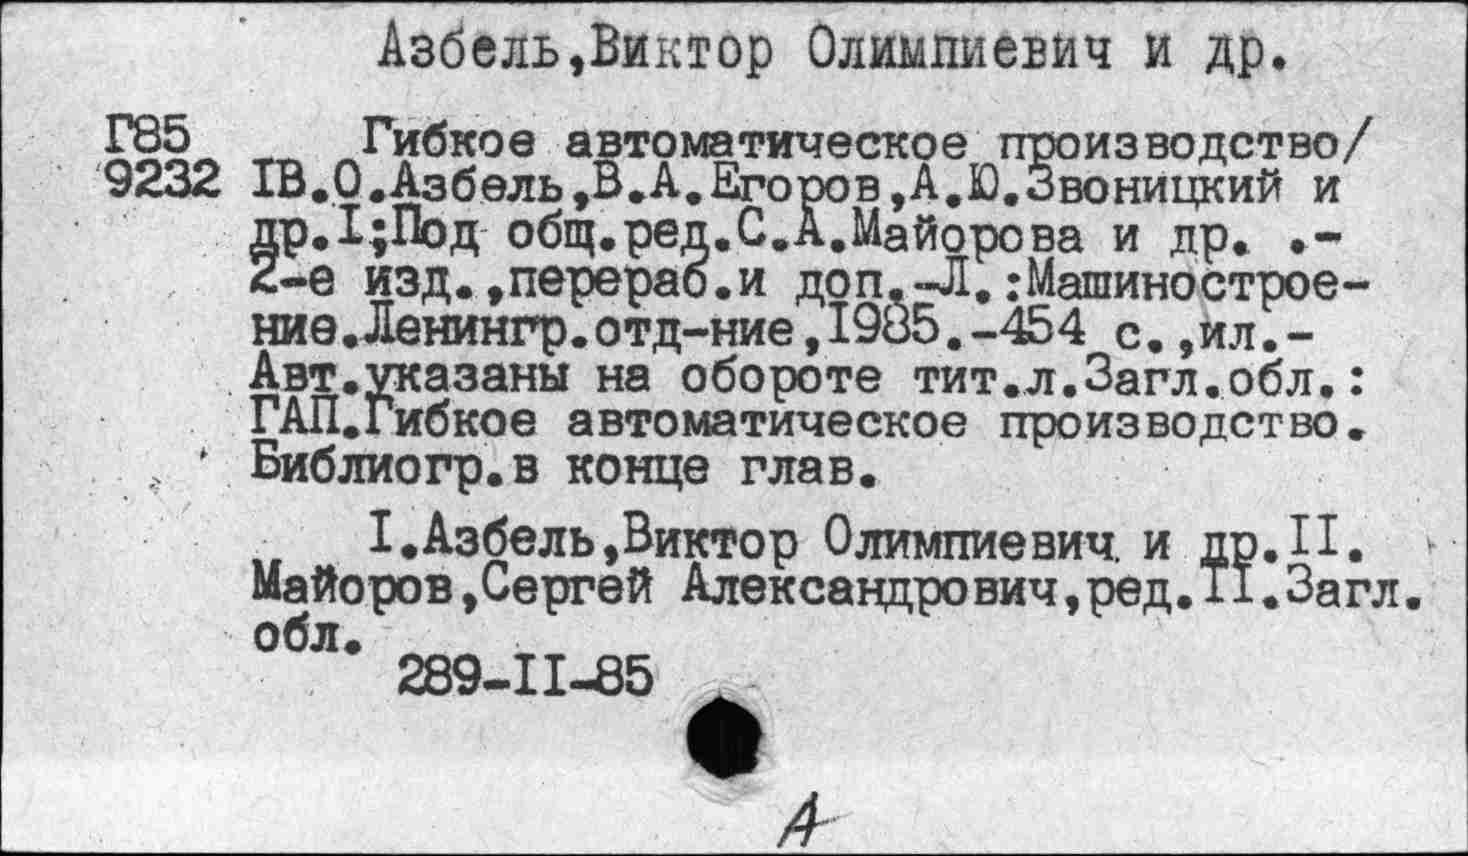 Азбель,Виктор Олимпиевич и др.
Г85
9232
Гибкое автоматическое производство/
IВ.О.Азбель,В.А.Егоров,А.Ю.Звоницкий и
др.I;Под общ.ред.С.А.Майорова и др. .-
2-е изд.,перераб.и доп.-Л.:Машинострое-
ние.Ленингр.отд-ние,I985.-454 с.,ил.-
Авт.указаны на обороте тит.л.Загл.обл.:
ГАП.Гибкое автоматическое производство.
Библиогр.в конце глав.
I.Азбель,Виктор Олимпиевич и др.II.
Майоров,Сергей Александрович,ред.II.Загл.
обл.
289-II-85
А